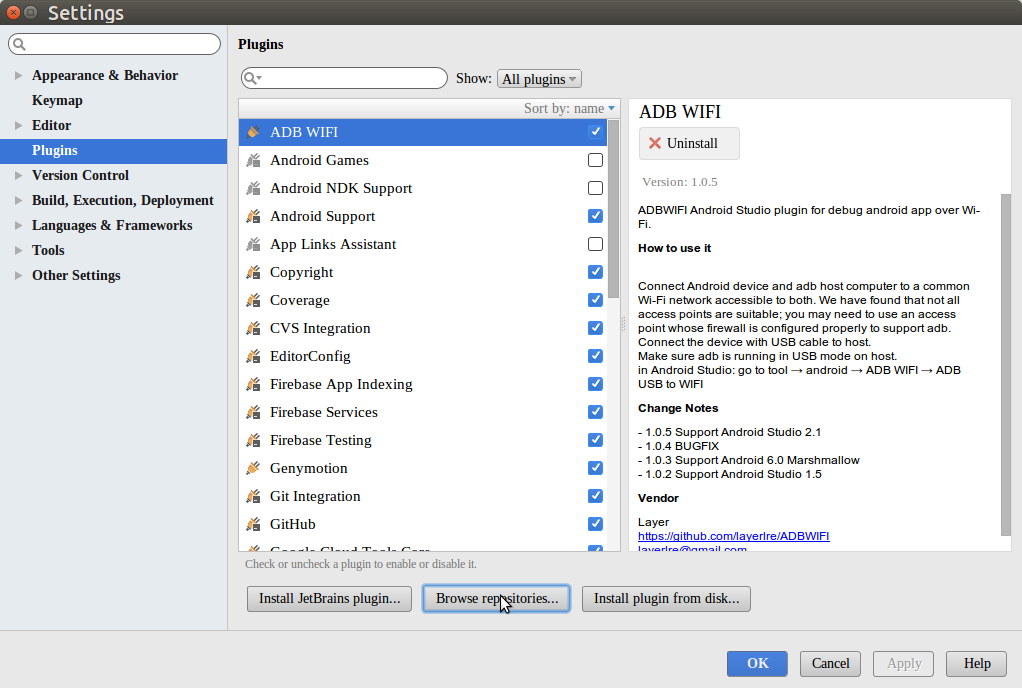 Settings
Appearance & Behavior
Keymap
Editor
Plugins
Version Control
Build, Execution, Deployment
Languages & Frameworks
Tools
Other Settings
Plugins
Show: All plugins
Sort by: name
ADB WIFI
Android Games
Android NDK Support
Android Support
App Links Assistant
Copyright
Coverage
CVS Integration
EditorConfig
Firebase App Indexing
Firebase Services
Firebase Testing
Genymotion
Git Integration
GitHub
Google Cloud Tools Core
Check or uncheck a plugin to enable or disable it.
Install JetBrains plugin...
Browse repositories...
Install plugin from disk...
ADB WIFI
Uninstall
Version: 1.0.5
ADBWIFI Android Studio plugin for debug android app over Wi-
Fi.
How to use it
Connect Android device and adb host computer to a common
Wi-Fi network accessible to both. We have found that not all
access points are suitable; you may need to use an access
point whose firewall is configured properly to support adb.
Connect the device with USB cable to host.
Make sure adb is running in USB mode on host.
in Android Studio: go to tool → android → ADB WIFI → ADB
USB to WIFI
Change Notes
- 1.0.5 Support Android Studio 2.1
- 1.0.4 BUGFIX
- 1.0.3 Support Android 6.0 Marshmallow
- 1.0.2 Support Android Studio 1.5
Vendor
Layer
https://github.com/layerlre/ADBWIFI
layerlre@gmail.com
OK
Cancel
Apply
Help